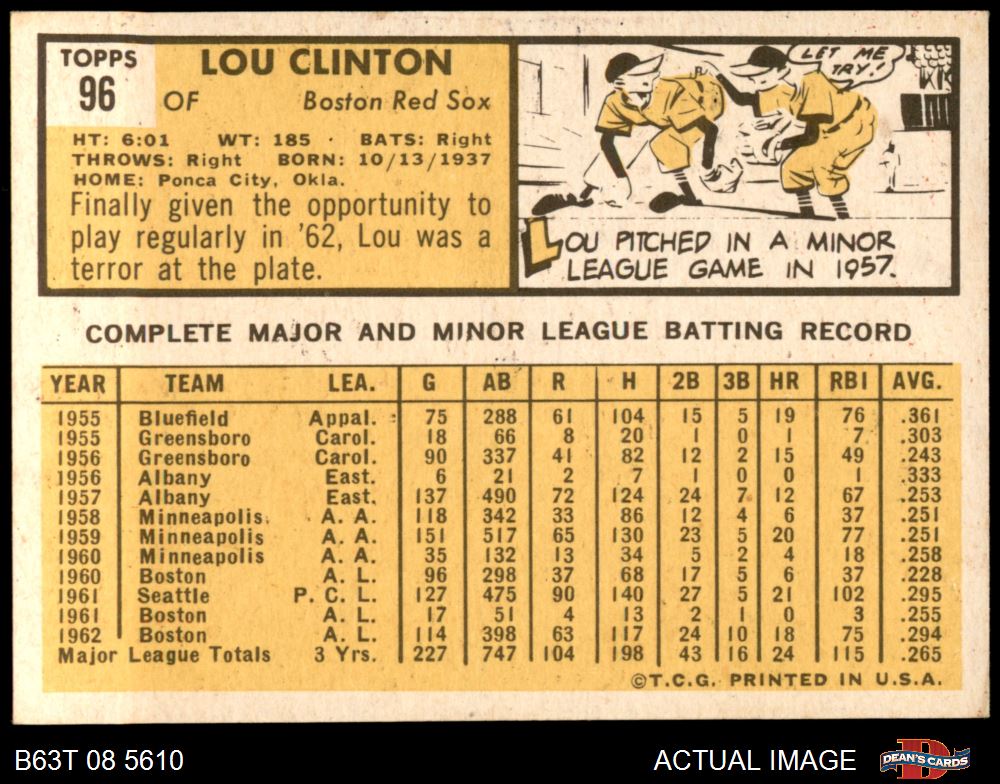 TOPPS
96
LOU CLINTON
OF Boston Red Sox
HT: 6:01 WT: 185 · BATS: Right
THROWS: Right BORN: 10/13/1937
HOME: Ponca City, Okla.
Finally given the opportunity to
play regularly in '62, Lou was a
terror at the plate.
LET ME
TRY!
LOU PITCHED IN A MINOR
LEAGUE GAME IN 1957.
COMPLETE MAJOR AND MINOR LEAGUE BATTING RECORD
YEAR TEAM LEA. G AB R H 2B 3B HR RBI AVG.
1955 Bluefield Appal. 75 288 61 104 15 5 19 76 .361
1955 Greensboro Carol. 18 66 8 20 1 0 1 7 .303
1956 Greensboro Carol. 90 337 41 82 12 2 15 49 .243
1956 Albany East. 6 21 2 7 1 0 0 1 .333
1957 Albany East. 137 490 72 124 24 7 12 67 .253
1958 Minneapolis A. A. 118 342 33 86 12 4 6 37 .251
1959 Minneapolis A. A. 151 517 65 130 23 5 20 77 .251
1960 Minneapolis A. A. 35 132 13 34 5 2 4 18 .258
1960 Boston A. L. 96 298 37 68 17 5 6 37 .228
1961 Seattle P. C. L. 127 475 90 140 27 5 21 102 .295
1961 Boston A. L. 17 51 4 13 2 1 0 3 .255
1962 Boston A. L. 114 398 63 117 24 10 18 75 .294
Major League Totals 3 Yrs. 227 747 104 198 43 16 24 115 .265
©T.C.G. PRINTED IN U.S.A.
B63T 08 5610 ACTUAL IMAGE DEAN'S CARDS